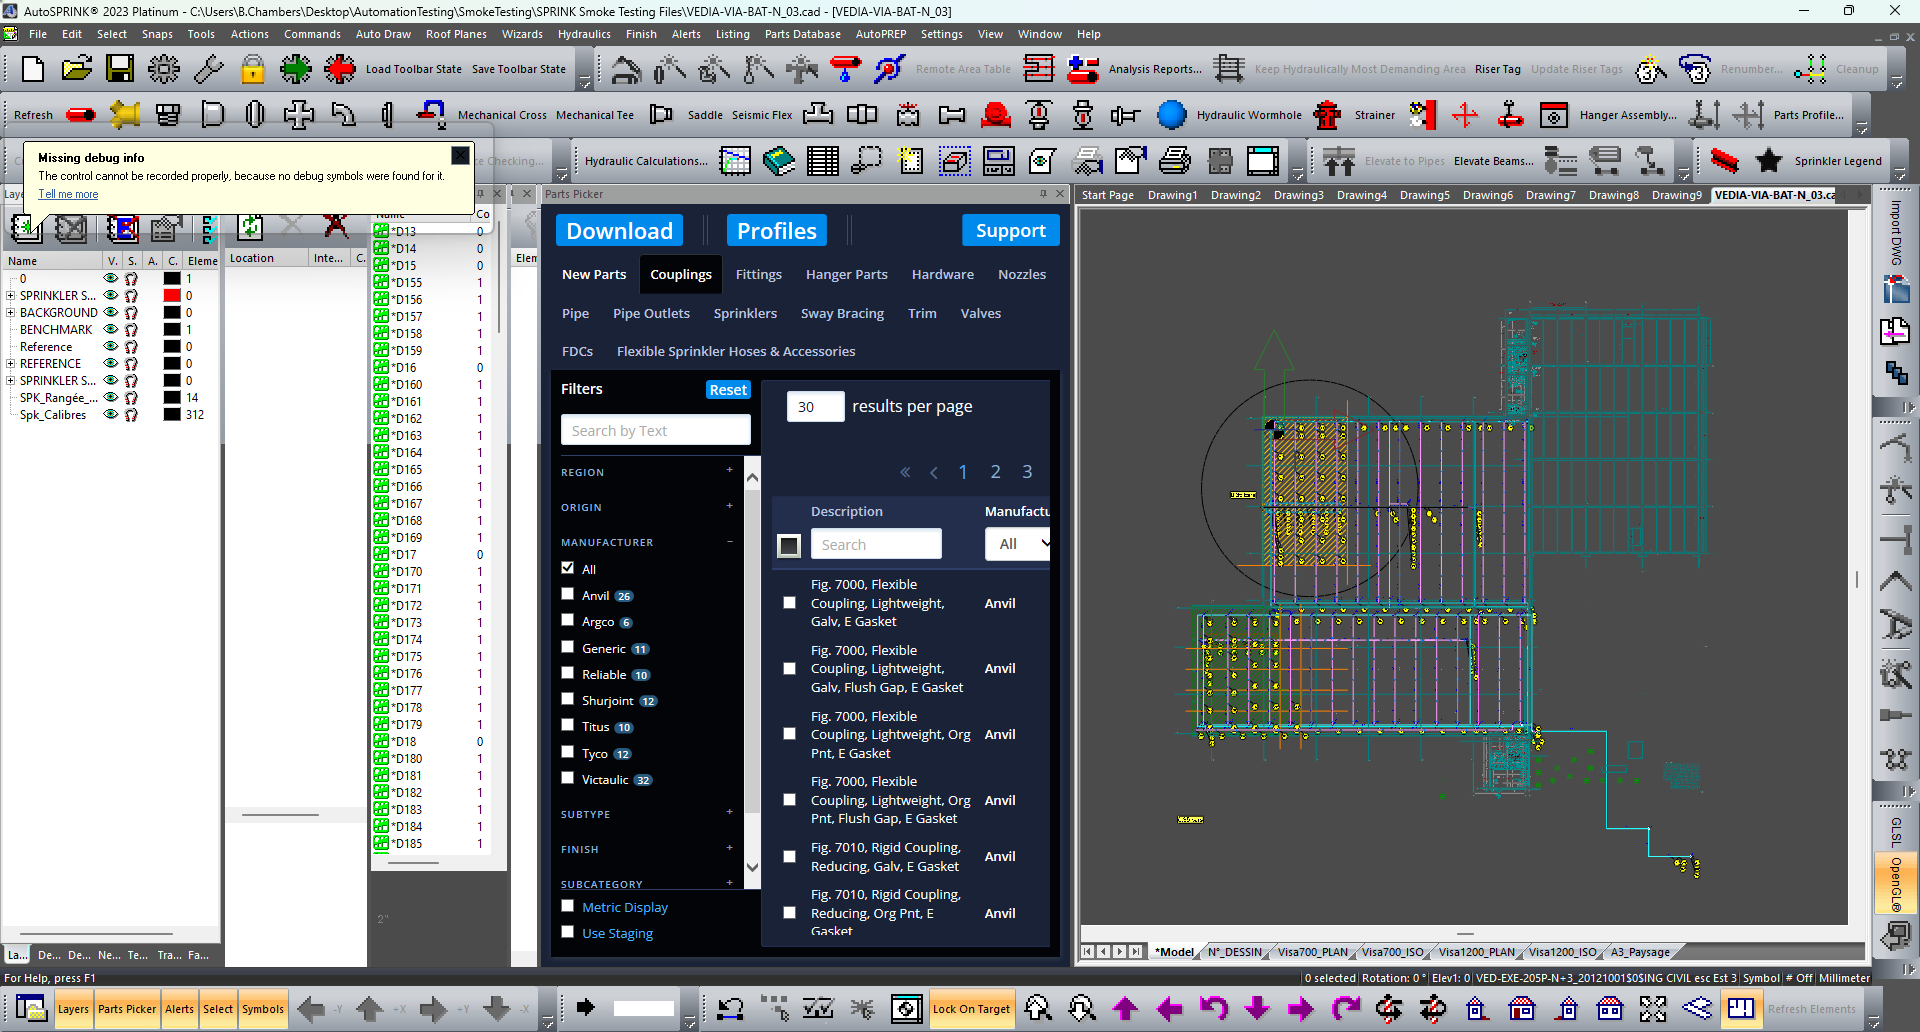 AutoSPRINK® 2023 Platinum - C:\Users\B.Chambers\Desktop\AutomationTesting\SmokeTesting\SPRINK Smoke Testing Files\VEDIA-VIA-BAT-N_03.cad - [VEDIA-VIA-BAT-N_03]
File Edit Select Snaps Tools Actions Commands Auto Draw Roof Planes Wizards Hydraulics Finish Alerts Listing Parts Database AutoPREP Settings View Window Help
Load Toolbar State Save Toolbar State Remote Area Table Analysis Reports... Keep Hydraulically Most Demanding Area Riser Tag Update Riser Tags Renumber... Cleanup
Refresh Mechanical Cross Mechanical Tee Saddle Seismic Flex Hydraulic Wormhole Strainer Hanger Assembly... Parts Profile...
Checking... Hydraulic Calculations... Elevate to Pipes Elevate Beams... Sprinkler Legend
Missing debug info
The control cannot be recorded properly, because no debug symbols were found for it.
Tell me more
Parts Picker
Start Page Drawing1 Drawing2 Drawing3 Drawing4 Drawing5 Drawing6 Drawing7 Drawing8 Drawing9 VEDIA-VIA-BAT-N_03.ca
Name V. S. A. C. Eleme
0 1
SPRINKLER S... 0
BACKGROUND 0
BENCHMARK 1
Reference 0
REFERENCE 0
SPRINKLER S... 0
SPK_Rangée_... 14
Spk_Calibres 312
Location Inte... C.
Name Co
*D13 0
*D14 0
*D15 0
*D155 1
*D156 1
*D157 1
*D158 1
*D159 1
*D16 0
*D160 1
*D161 1
*D162 1
*D163 1
*D164 1
*D165 1
*D166 1
*D167 1
*D168 1
*D169 1
*D17 0
*D170 1
*D171 1
*D172 1
*D173 1
*D174 1
*D175 1
*D176 1
*D177 1
*D178 1
*D179 1
*D18 0
*D180 1
*D181 1
*D182 1
*D183 1
*D184 1
*D185 1
2"
Elen
Download Profiles Support
New Parts Couplings Fittings Hanger Parts Hardware Nozzles
Pipe Pipe Outlets Sprinklers Sway Bracing Trim Valves
FDCs Flexible Sprinkler Hoses & Accessories
Filters Reset
Search by Text
REGION +
ORIGIN +
MANUFACTURER −
All
Anvil 26
Argco 6
Generic 11
Reliable 10
Shurjoint 12
Titus 10
Tyco 12
Victaulic 32
SUBTYPE +
FINISH +
SUBCATEGORY +
Metric Display
Use Staging
30 results per page
« ‹ 1 2 3
Description Manufactu
Search All
Fig. 7000, Flexible
Coupling, Lightweight, Anvil
Galv, E Gasket
Fig. 7000, Flexible
Coupling, Lightweight, Anvil
Galv, Flush Gap, E Gasket
Fig. 7000, Flexible
Coupling, Lightweight, Org Anvil
Pnt, E Gasket
Fig. 7000, Flexible
Coupling, Lightweight, Org Anvil
Pnt, Flush Gap, E Gasket
Fig. 7010, Rigid Coupling, Anvil
Reducing, Galv, E Gasket
Fig. 7010, Rigid Coupling,
Reducing, Org Pnt, E Anvil
Gasket
Import DWG
GLSL
OpenGL®
La... De... De... Ne... Te... Tra... Fa...
*Model N°_DESSIN Visa700_PLAN Visa700_ISO Visa1200_PLAN Visa1200_ISO A3_Paysage
For Help, press F1 0 selected Rotation: 0 ° Elev1: 0 VED-EXE-205P-N+3_20121001$0$ING CIVIL esc Est 3 Symbol # Off Millimeter
Layers Parts Picker Alerts Select Symbols -Y +X +Y -X Lock On Target Refresh Elements